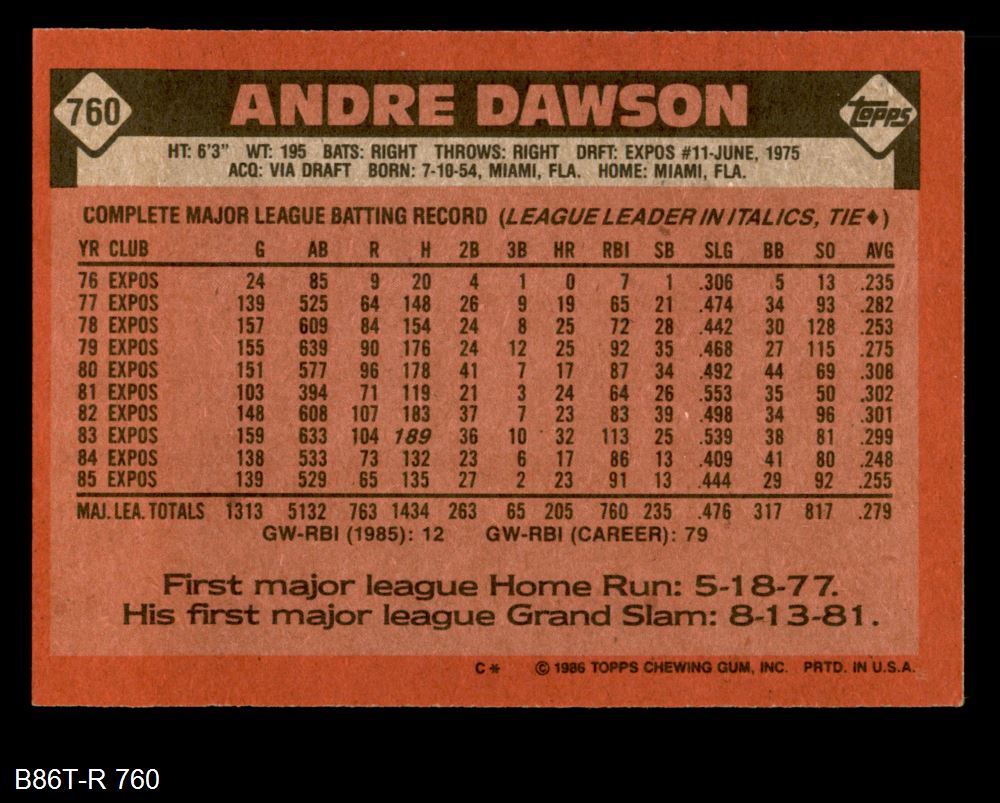 760
ANDRE DAWSON
topps
HT: 6'3" WT: 195 BATS: RIGHT THROWS: RIGHT DRFT: EXPOS #11-JUNE, 1975
ACQ: VIA DRAFT BORN: 7-10-54, MIAMI, FLA. HOME: MIAMI, FLA.
COMPLETE MAJOR LEAGUE BATTING RECORD (LEAGUE LEADER IN ITALICS, TIE♦)
YR CLUB G AB R H 2B 3B HR RBI SB SLG BB SO AVG
76 EXPOS 24 85 9 20 4 1 0 7 1 .306 5 13 .235
77 EXPOS 139 525 64 148 26 9 19 65 21 .474 34 93 .282
78 EXPOS 157 609 84 154 24 8 25 72 28 .442 30 128 .253
79 EXPOS 155 639 90 176 24 12 25 92 35 .468 27 115 .275
80 EXPOS 151 577 96 178 41 7 17 87 34 .492 44 69 .308
81 EXPOS 103 394 71 119 21 3 24 64 26 .553 35 50 .302
82 EXPOS 148 608 107 183 37 7 23 83 39 .498 34 96 .301
83 EXPOS 159 633 104 189 36 10 32 113 25 .539 38 81 .299
84 EXPOS 138 533 73 132 23 6 17 86 13 .409 41 80 .248
85 EXPOS 139 529 65 135 27 2 23 91 13 .444 29 92 .255
MAJ. LEA. TOTALS 1313 5132 763 1434 263 65 205 760 235 .476 317 817 .279
GW-RBI (1985): 12 GW-RBI (CAREER): 79
First major league Home Run: 5-18-77.
His first major league Grand Slam: 8-13-81.
C* © 1986 TOPPS CHEWING GUM, INC. PRTD. IN U.S.A.
B86T-R 760